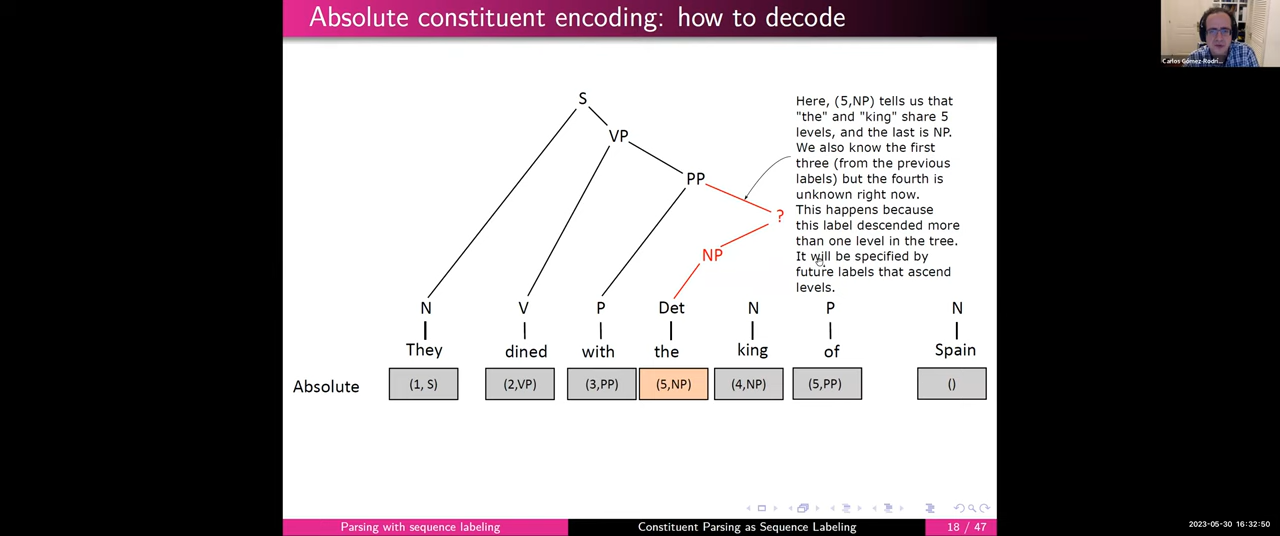 Absolute constituent encoding: how to decode
Carlos Gómez-Rodrí...
S
VP
PP
?
NP
Here, (5,NP) tells us that
"the" and "king" share 5
levels, and the last is NP.
We also know the first
three (from the previous
labels) but the fourth is
unknown right now.
This happens because
this label descended more
than one level in the tree.
It will be specified by
future labels that ascend
levels.
N V P Det N P N
They dined with the king of Spain
Absolute (1, S) (2,VP) (3,PP) (5,NP) (4,NP) (5,PP) ()
Parsing with sequence labeling Constituent Parsing as Sequence Labeling 18 / 47
2023-05-30 16:32:50